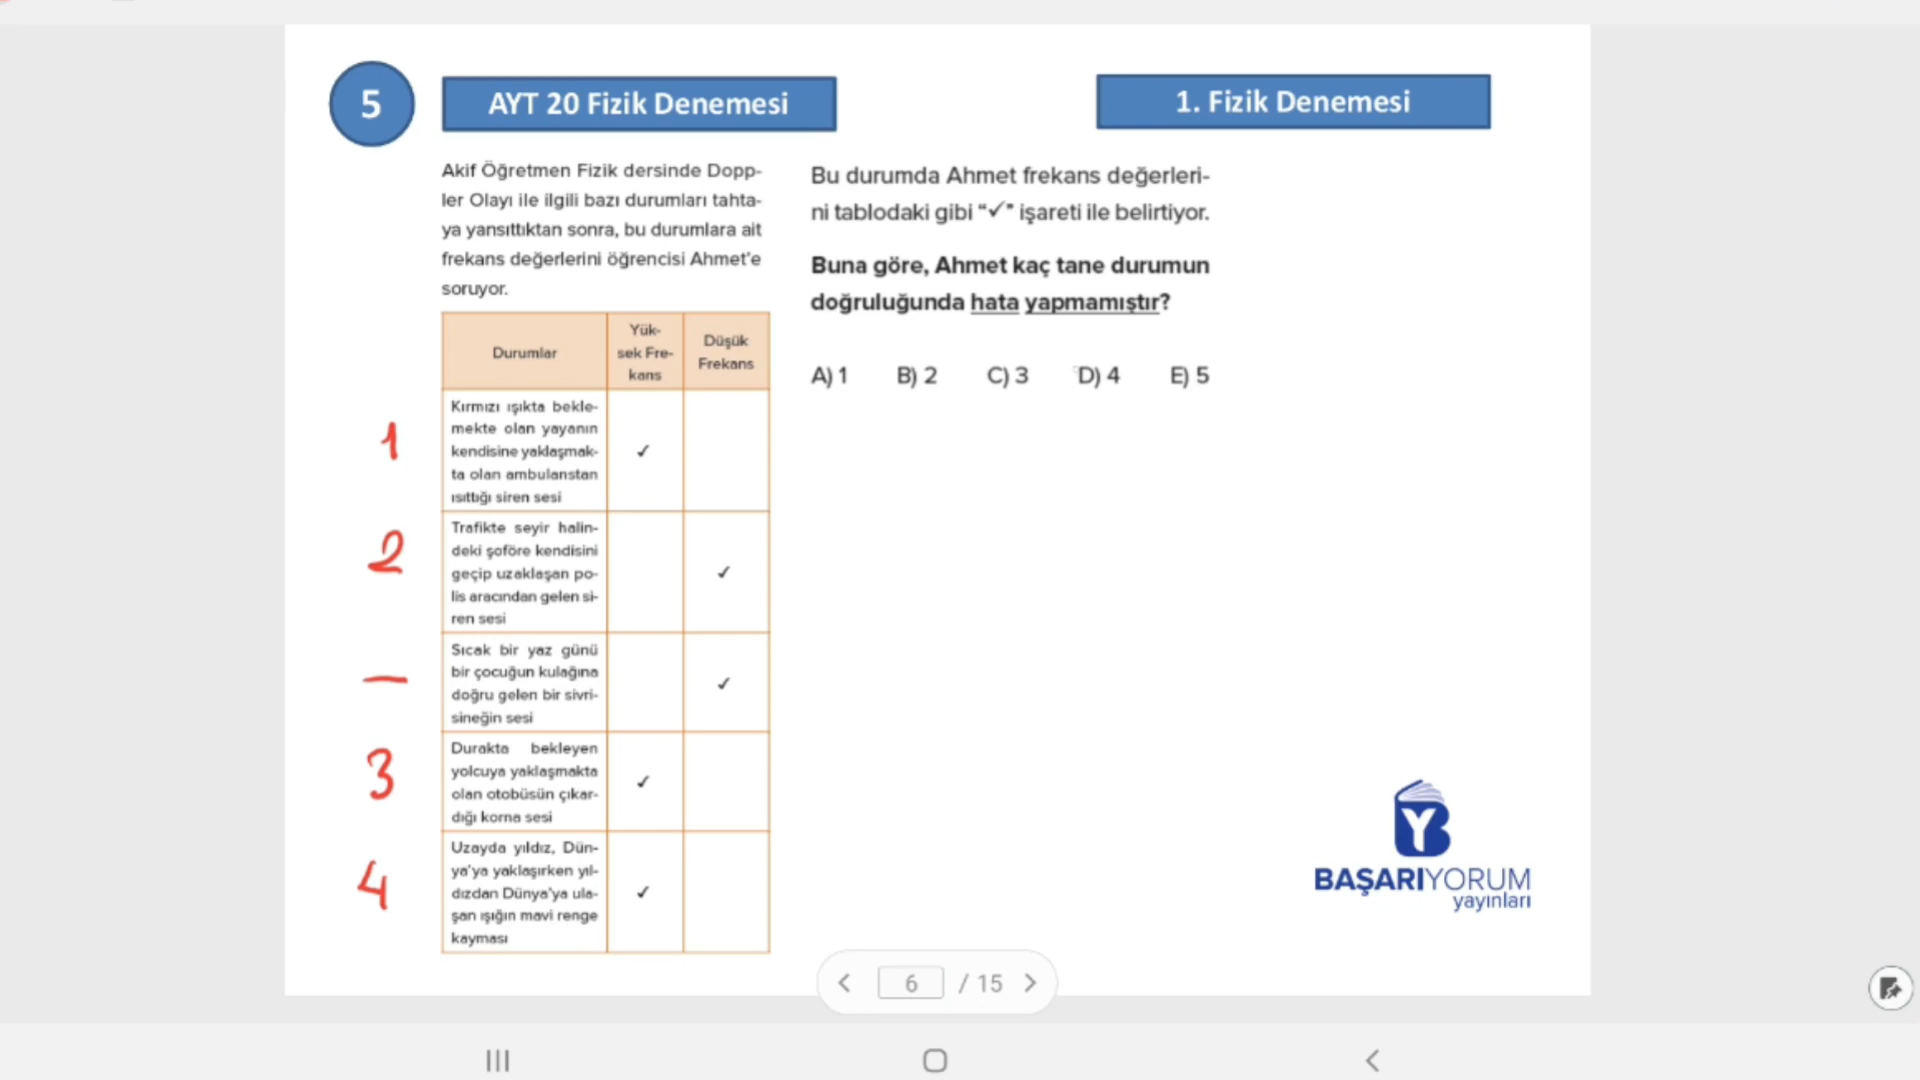 5
AYT 20 Fizik Denemesi
1. Fizik Denemesi
Akif Öğretmen Fizik dersinde Dopp-
ler Olayı ile ilgili bazı durumları tahta-
ya yansıttıktan sonra, bu durumlara ait
frekans değerlerini öğrencisi Ahmet'e
soruyor.
Durumlar
Yük-
sek Fre-
kans
Düşük
Frekans
1
Kırmızı ışıkta bekle-
mekte olan yayanın
kendisine yaklaşmak-
ta olan ambulanstan
ısıttığı siren sesi
✓
2
Trafikte seyir halin-
deki şoföre kendisini
geçip uzaklaşan po-
lis aracından gelen si-
ren sesi
✓
—
Sıcak bir yaz günü
bir çocuğun kulağına
doğru gelen bir sivri-
sineğin sesi
✓
3
Durakta bekleyen
yolcuya yaklaşmakta
olan otobüsün çıkar-
dığı korna sesi
✓
4
Uzayda yıldız, Dün-
ya'ya yaklaşırken yıl-
dızdan Dünya'ya ula-
şan ışığın mavi renge
kayması
✓
Bu durumda Ahmet frekans değerleri-
ni tablodaki gibi “✓” işareti ile belirtiyor.
Buna göre, Ahmet kaç tane durumun
doğruluğunda hata yapmamıştır?
A) 1 B) 2 C) 3 D) 4 E) 5
BAŞARIYORUM
yayınları
6 / 15